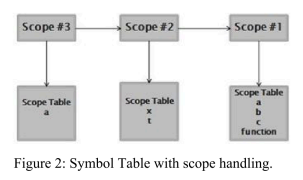 Scope #3
Scope #2
Scope #1
Scope Table
a
Scope Table
x
t
Scope Table
a
b
c
function
Figure 2: Symbol Table with scope handling.